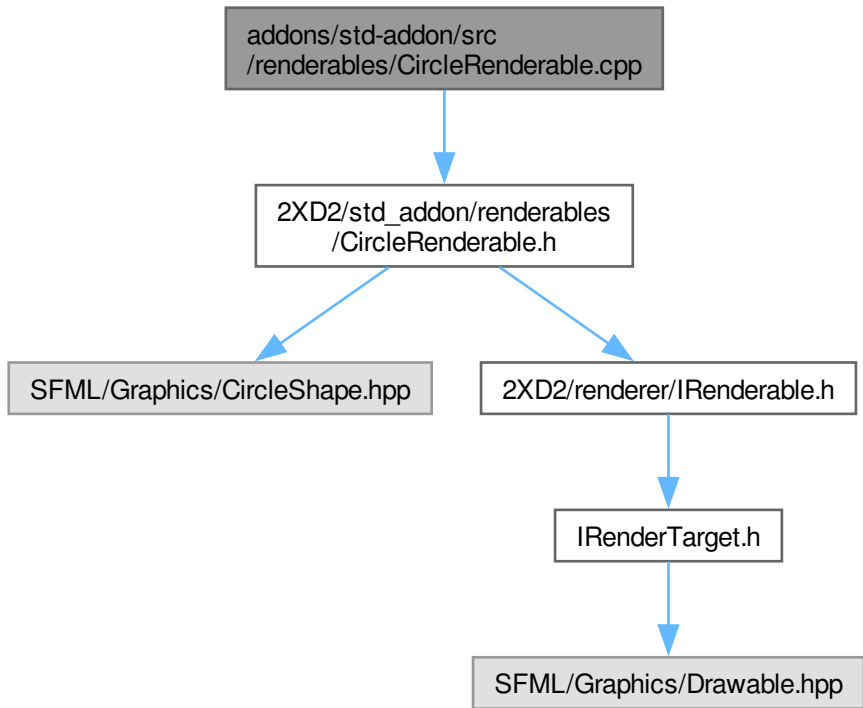 addons/std-addon/src
/renderables/CircleRenderable.cpp
2XD2/std_addon/renderables
/CircleRenderable.h
SFML/Graphics/CircleShape.hpp
2XD2/renderer/IRenderable.h
IRenderTarget.h
SFML/Graphics/Drawable.hpp